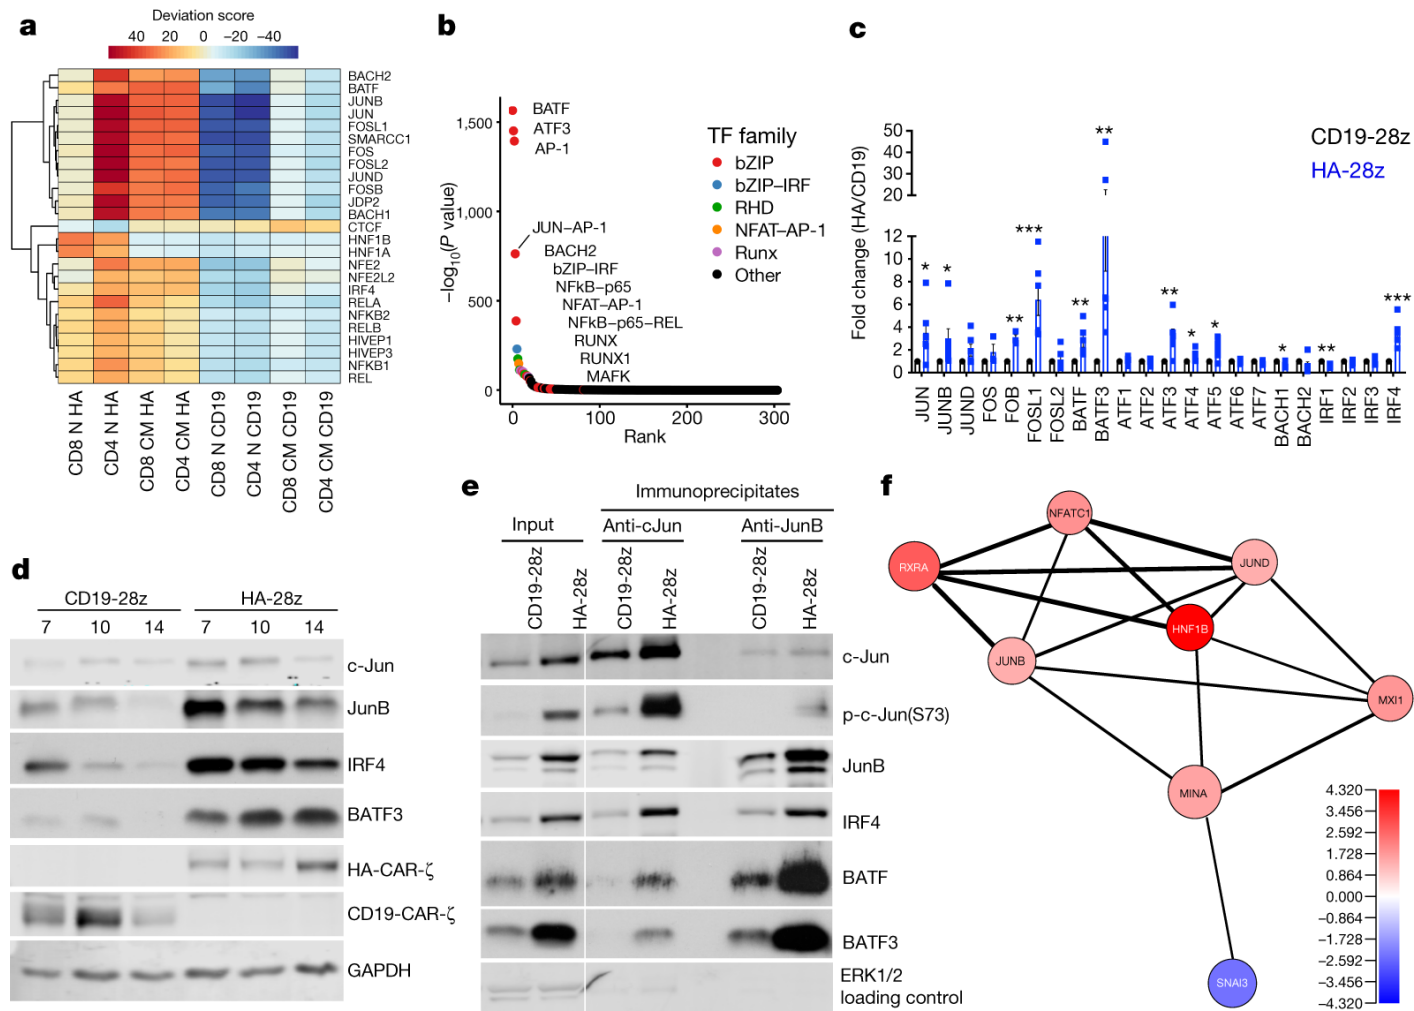 a
Deviation score
40 20 0 −20 −40
BACH2
BATF
JUNB
JUN
FOSL1
SMARCC1
FOS
FOSL2
JUND
FOSB
JDP2
BACH1
CTCF
HNF1B
HNF1A
NFE2
NFE2L2
IRF4
RELA
NFKB2
RELB
HIVEP1
HIVEP3
NFKB1
REL
CD8 N HA
CD4 N HA
CD8 CM HA
CD4 CM HA
CD8 N CD19
CD4 N CD19
CD8 CM CD19
CD4 CM CD19
b
−log10(P value)
1,500
1,000
500
0
0 100 200 300
Rank
BATF
ATF3
AP-1
JUN–AP-1
BACH2
bZIP–IRF
NFkB–p65
NFAT–AP-1
NFkB–p65–REL
RUNX
RUNX1
MAFK
TF family
bZIP
bZIP–IRF
RHD
NFAT–AP-1
Runx
Other
c
CD19-28z
HA-28z
Fold change (HA/CD19)
50
40
30
20
12
10
8
6
4
2
0
* * ** *** ** ** ** * * * ** ***
JUN
JUNB
JUND
FOS
FOB
FOSL1
FOSL2
BATF
BATF3
ATF1
ATF2
ATF3
ATF4
ATF5
ATF6
ATF7
BACH1
BACH2
IRF1
IRF2
IRF3
IRF4
d
CD19-28z HA-28z
7 10 14 7 10 14
c-Jun
JunB
IRF4
BATF3
HA-CAR-ζ
CD19-CAR-ζ
GAPDH
e
Immunoprecipitates
Input Anti-cJun Anti-JunB
CD19-28z
HA-28z
CD19-28z
HA-28z
CD19-28z
HA-28z
c-Jun
p-c-Jun(S73)
JunB
IRF4
BATF
BATF3
ERK1/2
loading control
f
NFATC1
RXRA
JUND
HNF1B
JUNB
MXI1
MINA
SNAI3
4.320
3.456
2.592
1.728
0.864
0.000
−0.864
−1.728
−2.592
−3.456
−4.320